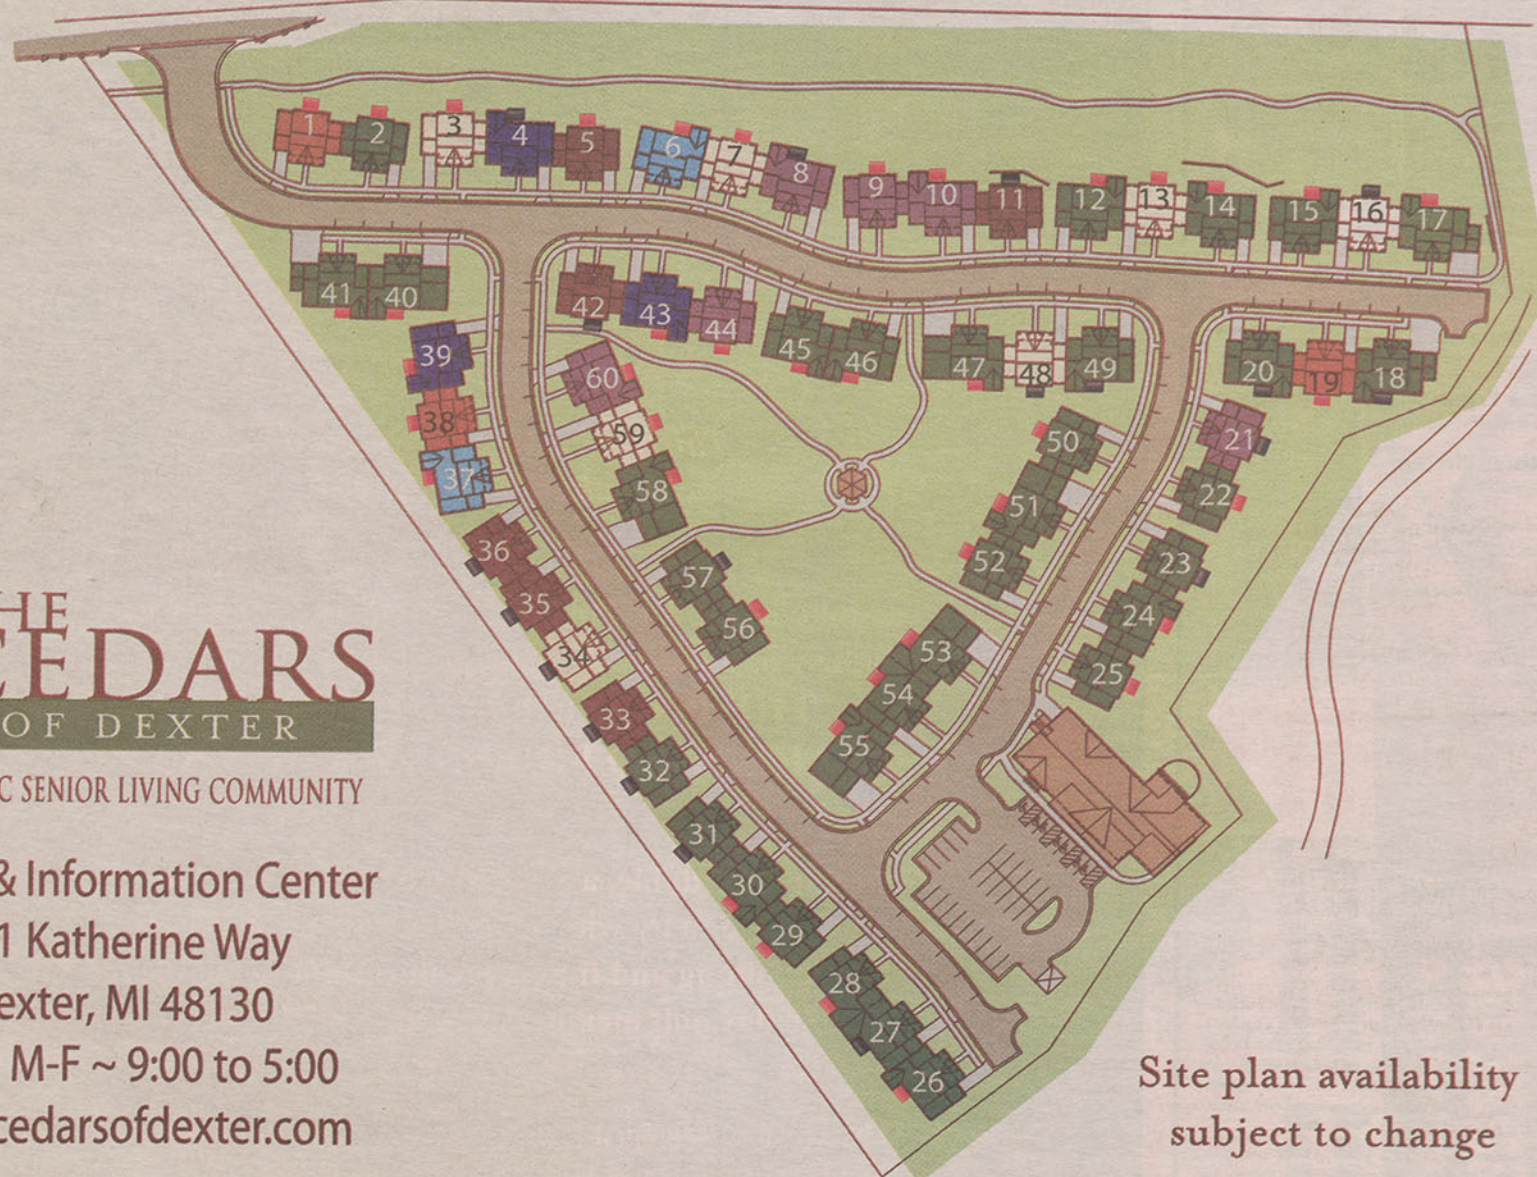 1 2 3 4 5 6 7 8 9 10 11 12 13 14 15 16 17
41 40 42 43 44 45 46 47 48 49 20 19 18
39 60 21
38 59 50
37 58 51 22
36 57 52 23
35 56 53 24
34 54 25
33 55
32
31
30
29
28
27
26
HE
CEDARS
OF DEXTER
C SENIOR LIVING COMMUNITY
& Information Center
1 Katherine Way
exter, MI 48130
M-F ~ 9:00 to 5:00
cedarsofdexter.com
Site plan availability
subject to change